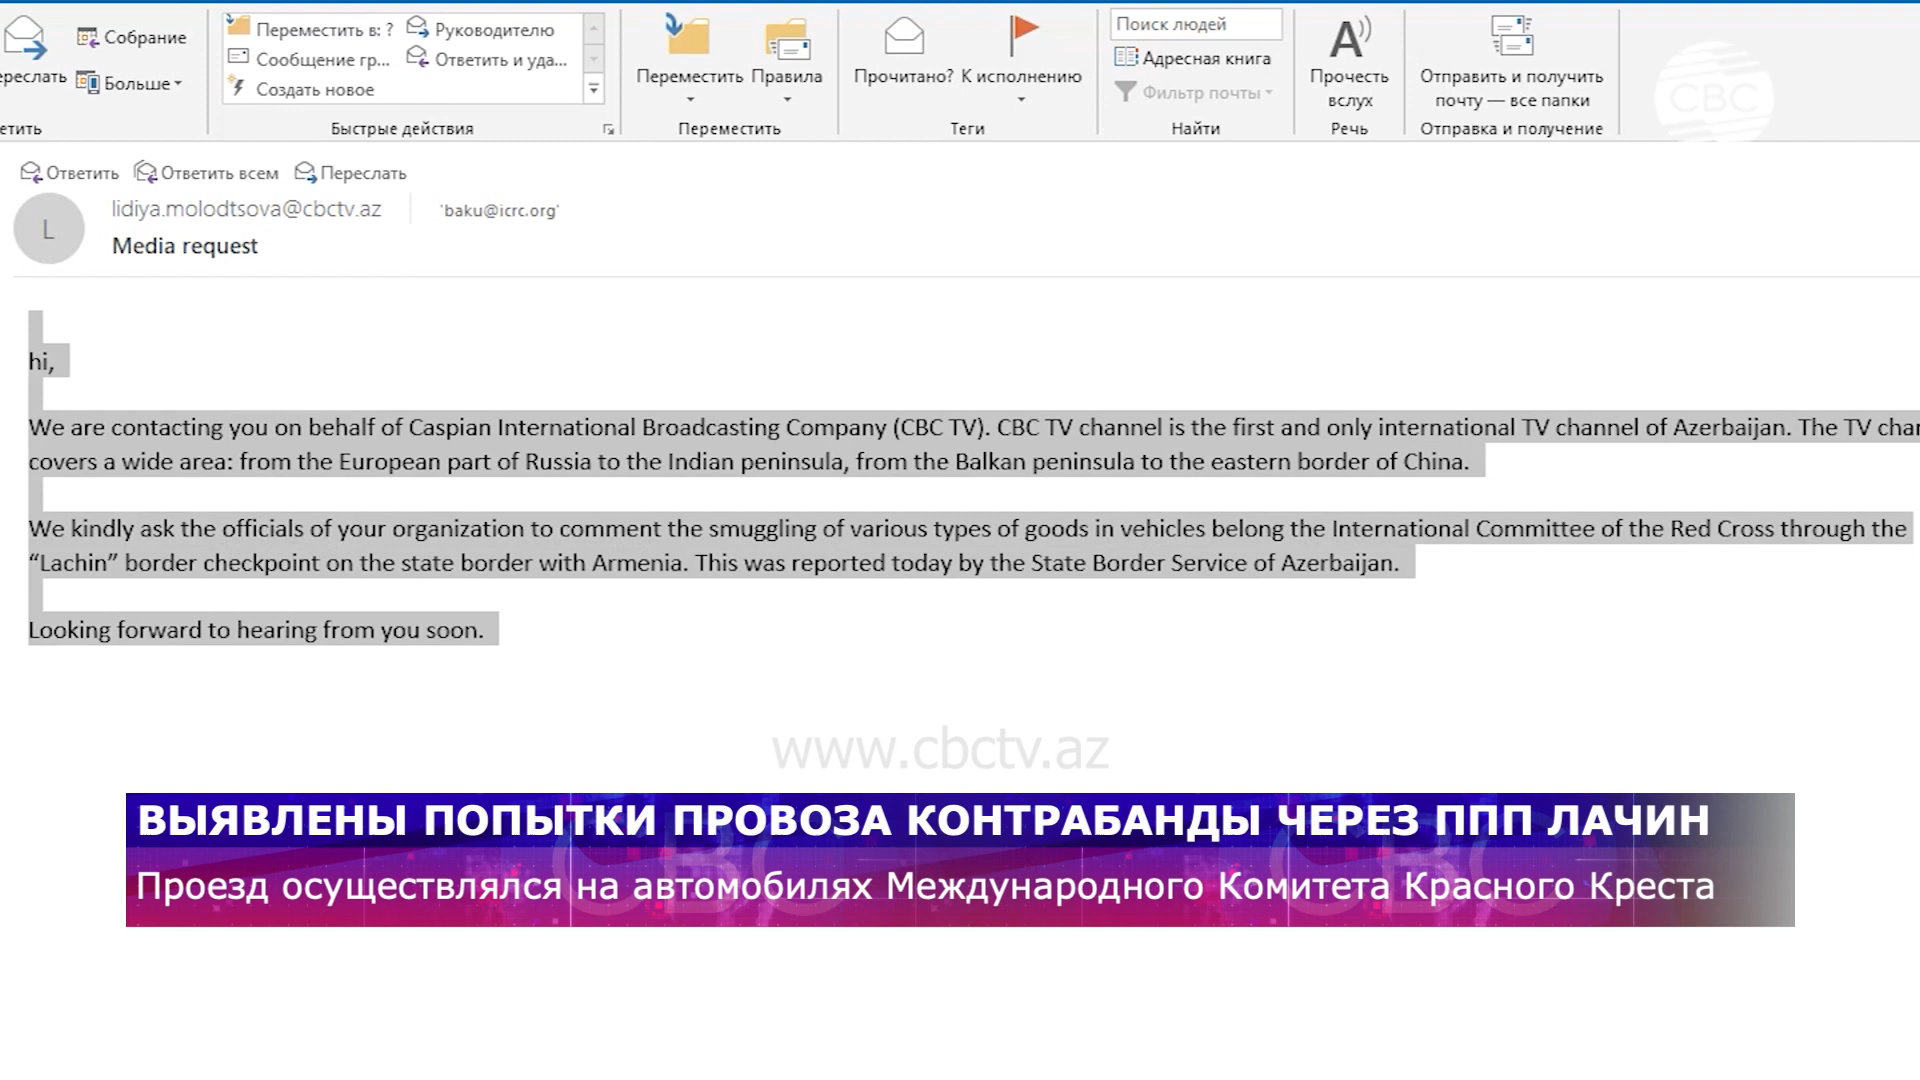 Переместить в: ?
Руководителю
Собрание
Сообщение гр...
Ответить и уда...
Больше
Создать новое
Быстрые действия
Переместить
Правила
Переместить
Прочитано?
К исполнению
Теги
Поиск людей
Адресная книга
Фильтр почты
Найти
Прочесть
вслух
Речь
Отправить и получить
почту — все папки
Отправка и получение
CBC
Ответить
Ответить всем
Переслать
L
lidiya.molodtsova@cbctv.az
'baku@icrc.org'
Media request
hi,
We are contacting you on behalf of Caspian International Broadcasting Company (CBC TV). CBC TV channel is the first and only international TV channel of Azerbaijan. The TV
covers a wide area: from the European part of Russia to the Indian peninsula, from the Balkan peninsula to the eastern border of China.
We kindly ask the officials of your organization to comment the smuggling of various types of goods in vehicles belong the International Committee of the Red Cross through the
“Lachin” border checkpoint on the state border with Armenia. This was reported today by the State Border Service of Azerbaijan.
Looking forward to hearing from you soon.
www.cbctv.az
ВЫЯВЛЕНЫ ПОПЫТКИ ПРОВОЗА КОНТРАБАНДЫ ЧЕРЕЗ ППП ЛАЧИН
Проезд осуществлялся на автомобилях Международного Комитета Красного Креста